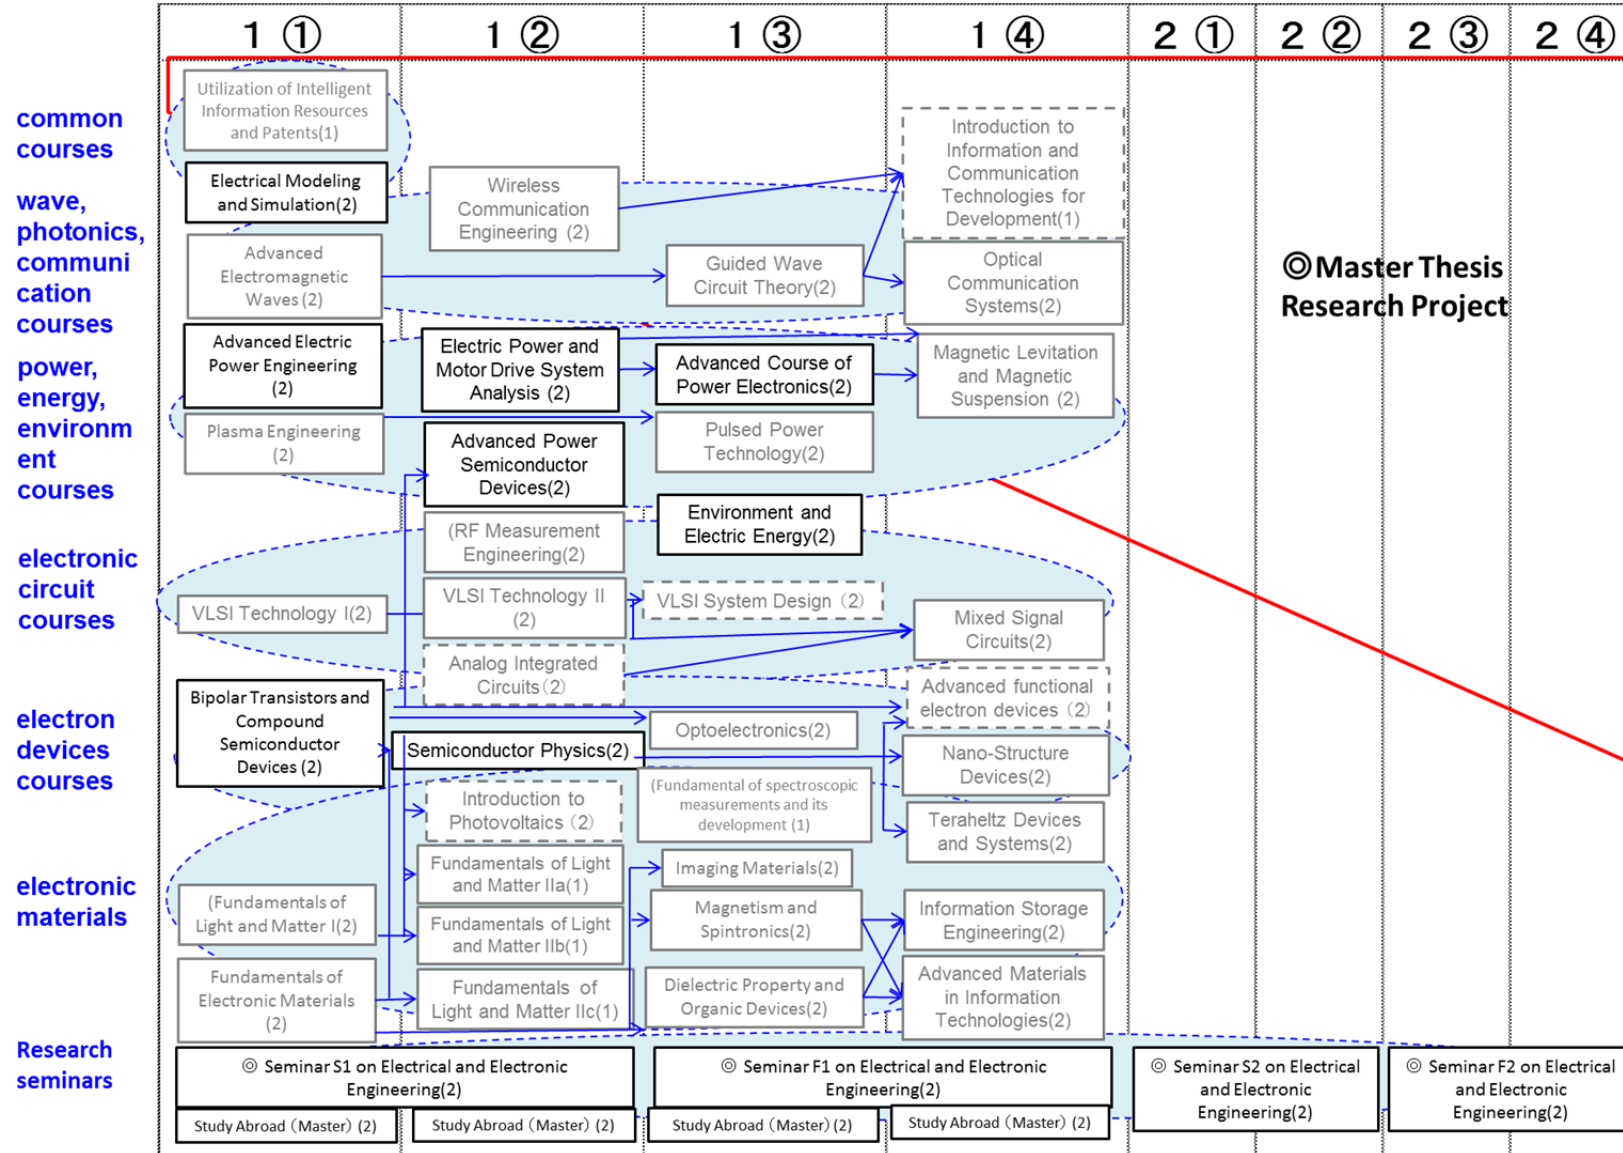 1 ①
1 ②
1 ③
1 ④
2 ①
2 ②
2 ③
2 ④
common
courses
Utilization of Intelligent
Information Resources
and Patents(1)
Electrical Modeling
and Simulation(2)
Introduction to
Information and
Communication
Technologies for
Development(1)
wave,
photonics,
communi
cation
courses
Wireless
Communication
Engineering (2)
Advanced
Electromagnetic
Waves (2)
Guided Wave
Circuit Theory(2)
Optical
Communication
Systems(2)
◎Master Thesis
Research Project
power,
energy,
environm
ent
courses
Advanced Electric
Power Engineering
(2)
Electric Power and
Motor Drive System
Analysis (2)
Advanced Course of
Power Electronics(2)
Magnetic Levitation
and Magnetic
Suspension (2)
Plasma Engineering
(2)
Advanced Power
Semiconductor
Devices(2)
Pulsed Power
Technology(2)
Environment and
Electric Energy(2)
electronic
circuit
courses
(RF Measurement
Engineering(2)
VLSI Technology I(2)
VLSI Technology II
(2)
VLSI System Design（2）
Mixed Signal
Circuits(2)
Analog Integrated
Circuits（2）
electron
devices
courses
Bipolar Transistors and
Compound
Semiconductor
Devices (2)
Semiconductor Physics(2)
Optoelectronics(2)
Advanced functional
electron devices（2）
Nano-Structure
Devices(2)
Introduction to
Photovoltaics（2）
(Fundamental of spectroscopic
measurements and its
development (1)
Teraheltz Devices
and Systems(2)
electronic
materials
Fundamentals of Light
and Matter IIa(1)
Imaging Materials(2)
(Fundamentals of
Light and Matter I(2)
Fundamentals of Light
and Matter IIb(1)
Magnetism and
Spintronics(2)
Information Storage
Engineering(2)
Fundamentals of
Electronic Materials
(2)
Fundamentals of
Light and Matter IIc(1)
Dielectric Property and
Organic Devices(2)
Advanced Materials
in Information
Technologies(2)
Research
seminars
◎ Seminar S1 on Electrical and Electronic
Engineering(2)
◎ Seminar F1 on Electrical and Electronic
Engineering(2)
◎ Seminar S2 on Electrical
and Electronic
Engineering(2)
◎ Seminar F2 on Electrical
and Electronic
Engineering(2)
Study Abroad（Master）(2)
Study Abroad（Master）(2)
Study Abroad（Master）(2)
Study Abroad（Master）(2)